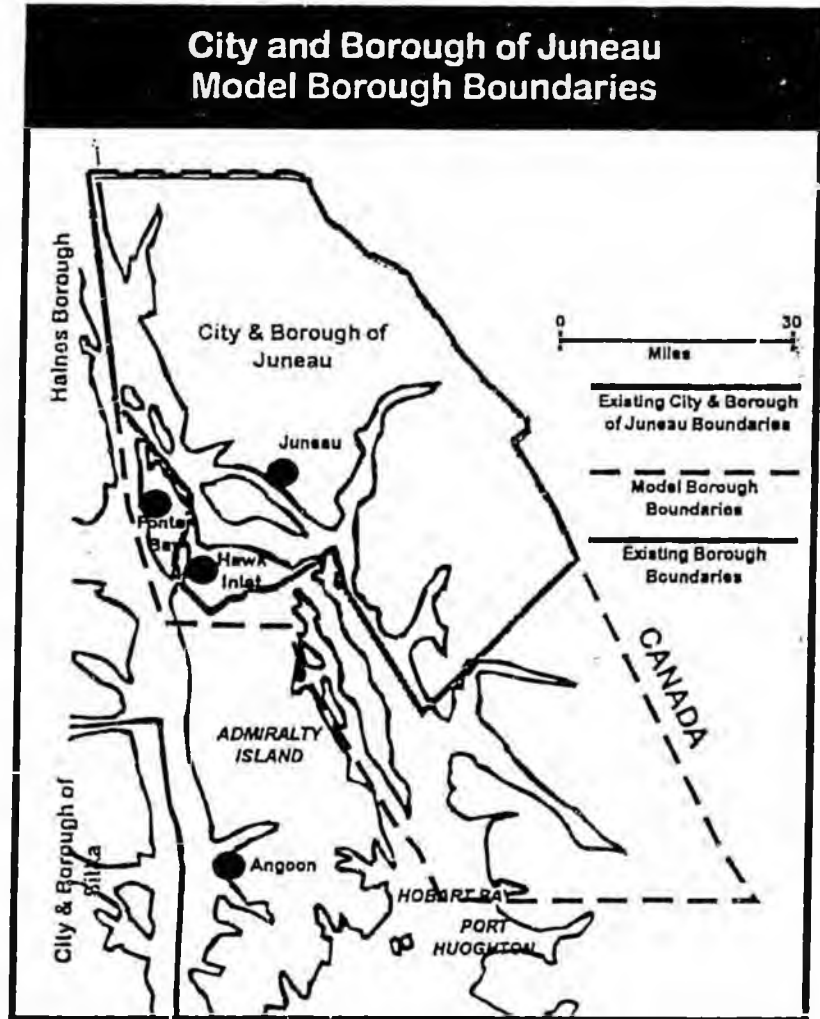 City and Borough of Juneau
Model Borough Boundaries
Haines Borough
City & Borough of
Juneau
0
30
Miles
Existing City & Borough
of Juneau Boundaries
Juneau
Model Borough
Boundaries
Existing Borough
Boundaries
Hawk
Inlet
CANADA
ADMIRALTY
ISLAND
City & Borough of
Angoon
HOBART BAY
PORT
HUOGHTON